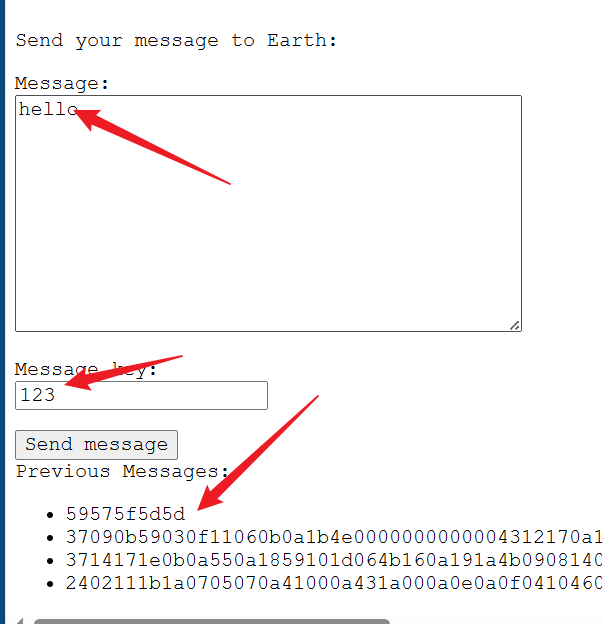 Send your message to Earth:
Message:
hello
Message key:
123
Send message
Previous Messages:
59575f5d5d
37090b59030f11060b0a1b4e0000000000004312170a1
3714171e0b0a550a1859101d064b160a191a4b0908140
2402111b1a0705070a41000a431a000a0e0a0f0410460